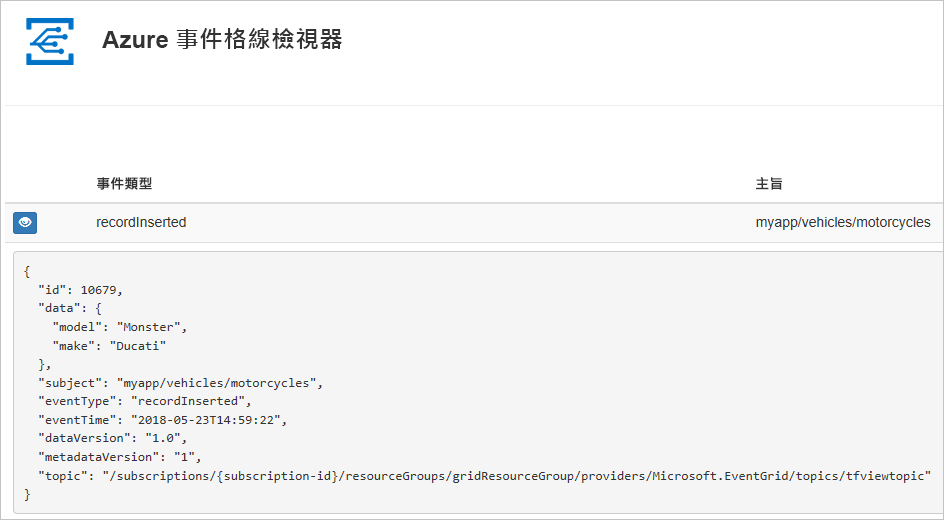 Azure 事件格線檢視器
事件類型 主旨
recordInserted myapp/vehicles/motorcycles
{
  "id": 10679,
  "data": {
    "model": "Monster",
    "make": "Ducati"
  },
  "subject": "myapp/vehicles/motorcycles",
  "eventType": "recordInserted",
  "eventTime": "2018-05-23T14:59:22",
  "dataVersion": "1.0",
  "metadataVersion": "1",
  "topic": "/subscriptions/{subscription-id}/resourceGroups/gridResourceGroup/providers/Microsoft.EventGrid/topics/tfviewtopic"
}